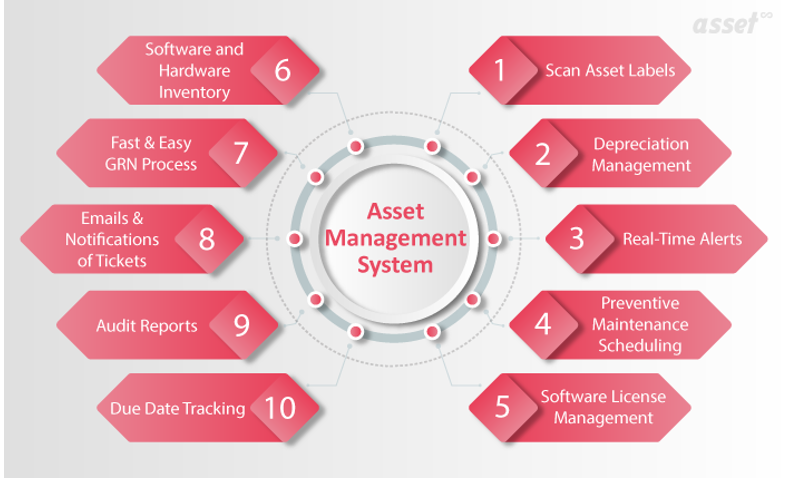 asset∞
Software and
Hardware
Inventory
6
1
Scan Asset Labels
Fast & Easy
GRN Process
7
2
Depreciation
Management
Emails &
Notifications
of Tickets
8
Asset
Management
System
3
Real-Time Alerts
Audit Reports
9
4
Preventive
Maintenance
Scheduling
Due Date Tracking
10
5
Software License
Management